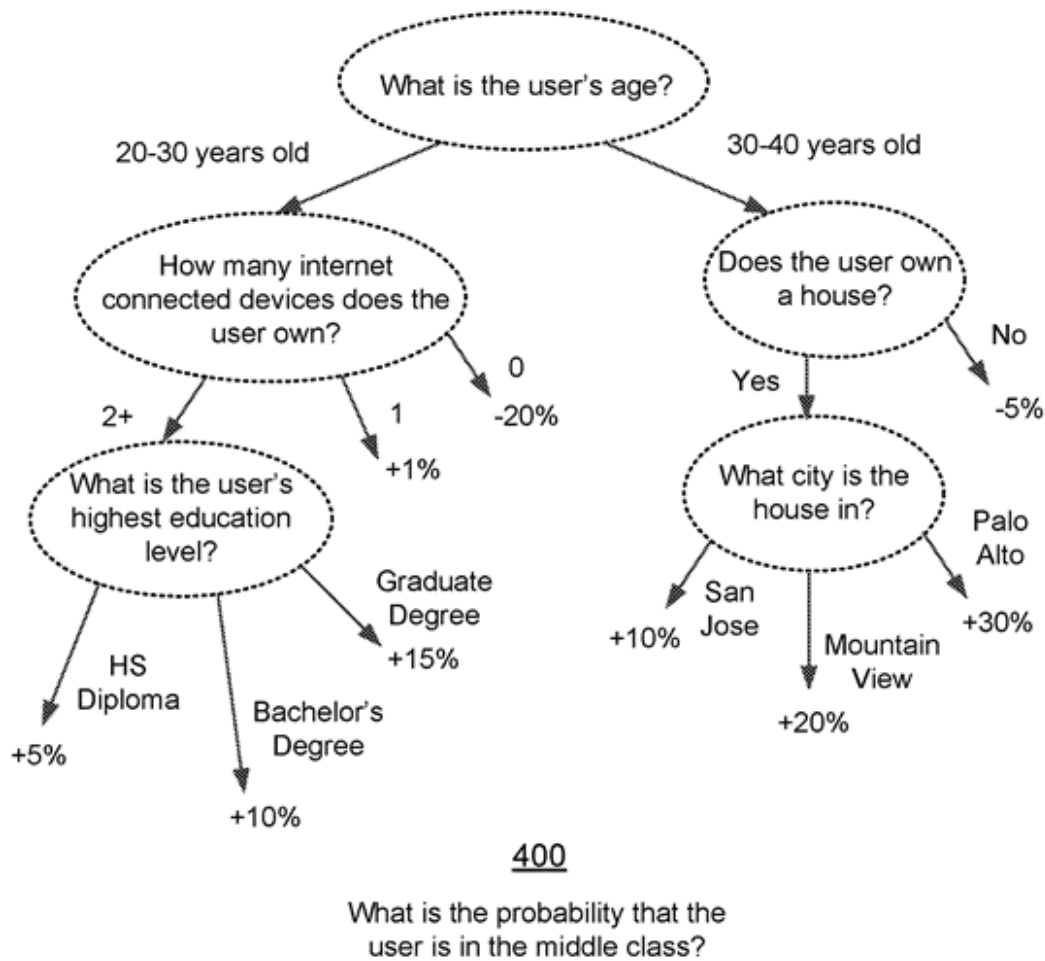 What is the user's age?
20-30 years old
30-40 years old
How many internet
connected devices does the
user own?
Does the user own
a house?
0
-20%
No
-5%
Yes
2+
1
+1%
What is the user's
highest education
level?
What city is the
house in?
Palo
Alto
+30%
San
Jose
+10%
Mountain
View
+20%
Graduate
Degree
+15%
HS
Diploma
+5%
Bachelor's
Degree
+10%
400
What is the probability that the
user is in the middle class?